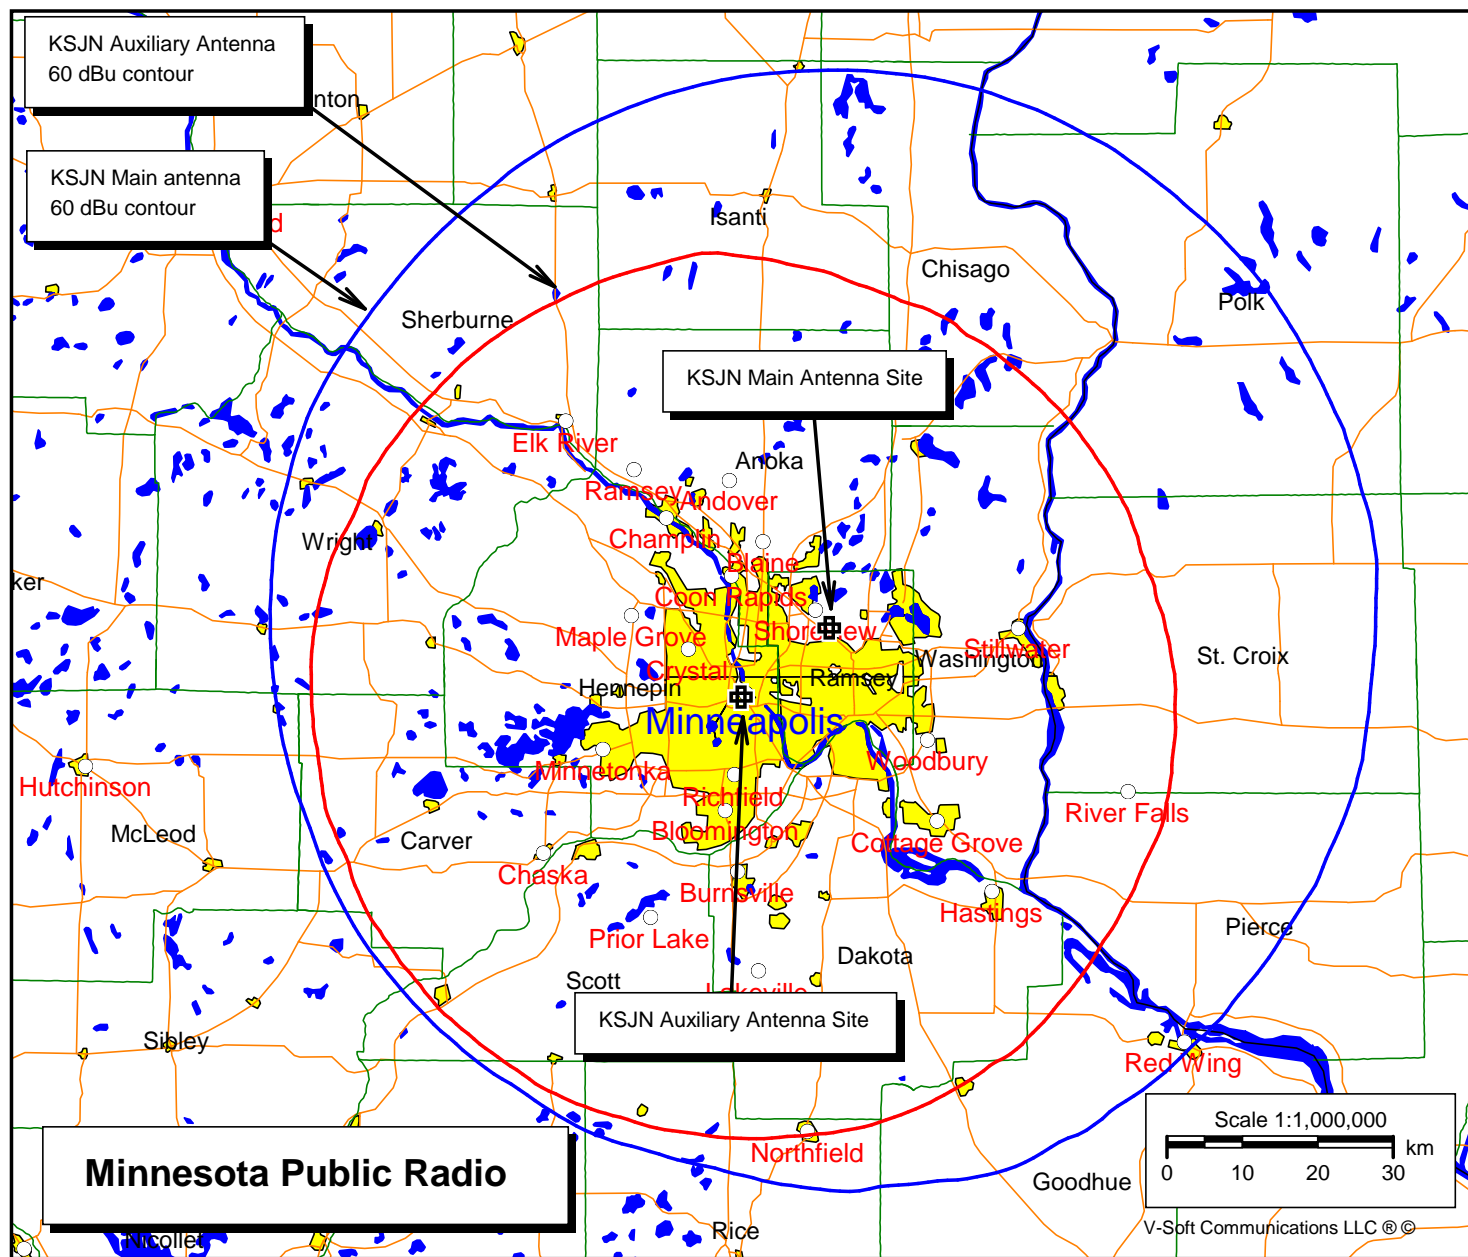 KSJN Auxiliary Antenna
60 dBu contour
nton
KSJN Main antenna
60 dBu contour
d
Isanti
Chisago
Polk
Sherburne
KSJN Main Antenna Site
Elk River
Anoka
Ramsey
Andover
Wright
Champlin
Blaine
ker
Coon Rapids
Maple Grove
Shoreview
Stillwater
Crystal
Washington
St. Croix
Hennepin
Ramsey
Minneapolis
Minnetonka
Woodbury
Hutchinson
Richfield
River Falls
McLeod
Carver
Bloomington
Cottage Grove
Chaska
Burnsville
Hastings
Prior Lake
Pierce
Dakota
Scott
Lakeville
KSJN Auxiliary Antenna Site
Sibley
Red Wing
Scale 1:1,000,000
km
0 10 20 30
Northfield
Minnesota Public Radio
Goodhue
V-Soft Communications LLC ® ©
Rice
Nicollet